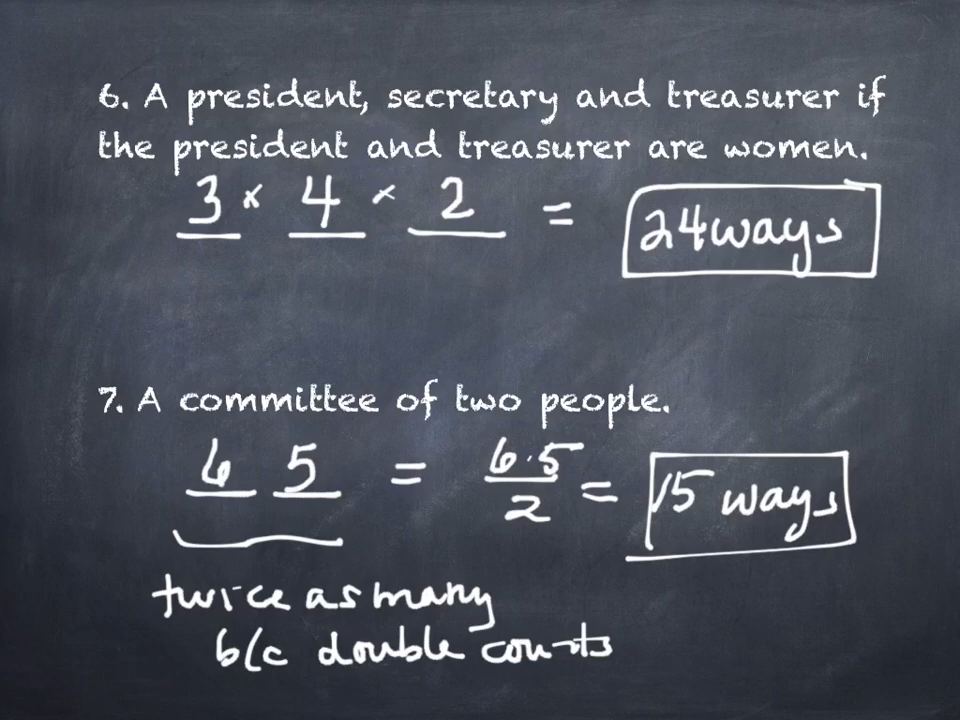 6. A president, secretary and treasurer if
the president and treasurer are women.
3 × 4 × 2 = 24 ways
7. A committee of two people.
6 5 = 6·5/2 = 15 ways
twice as many
b/c double counts